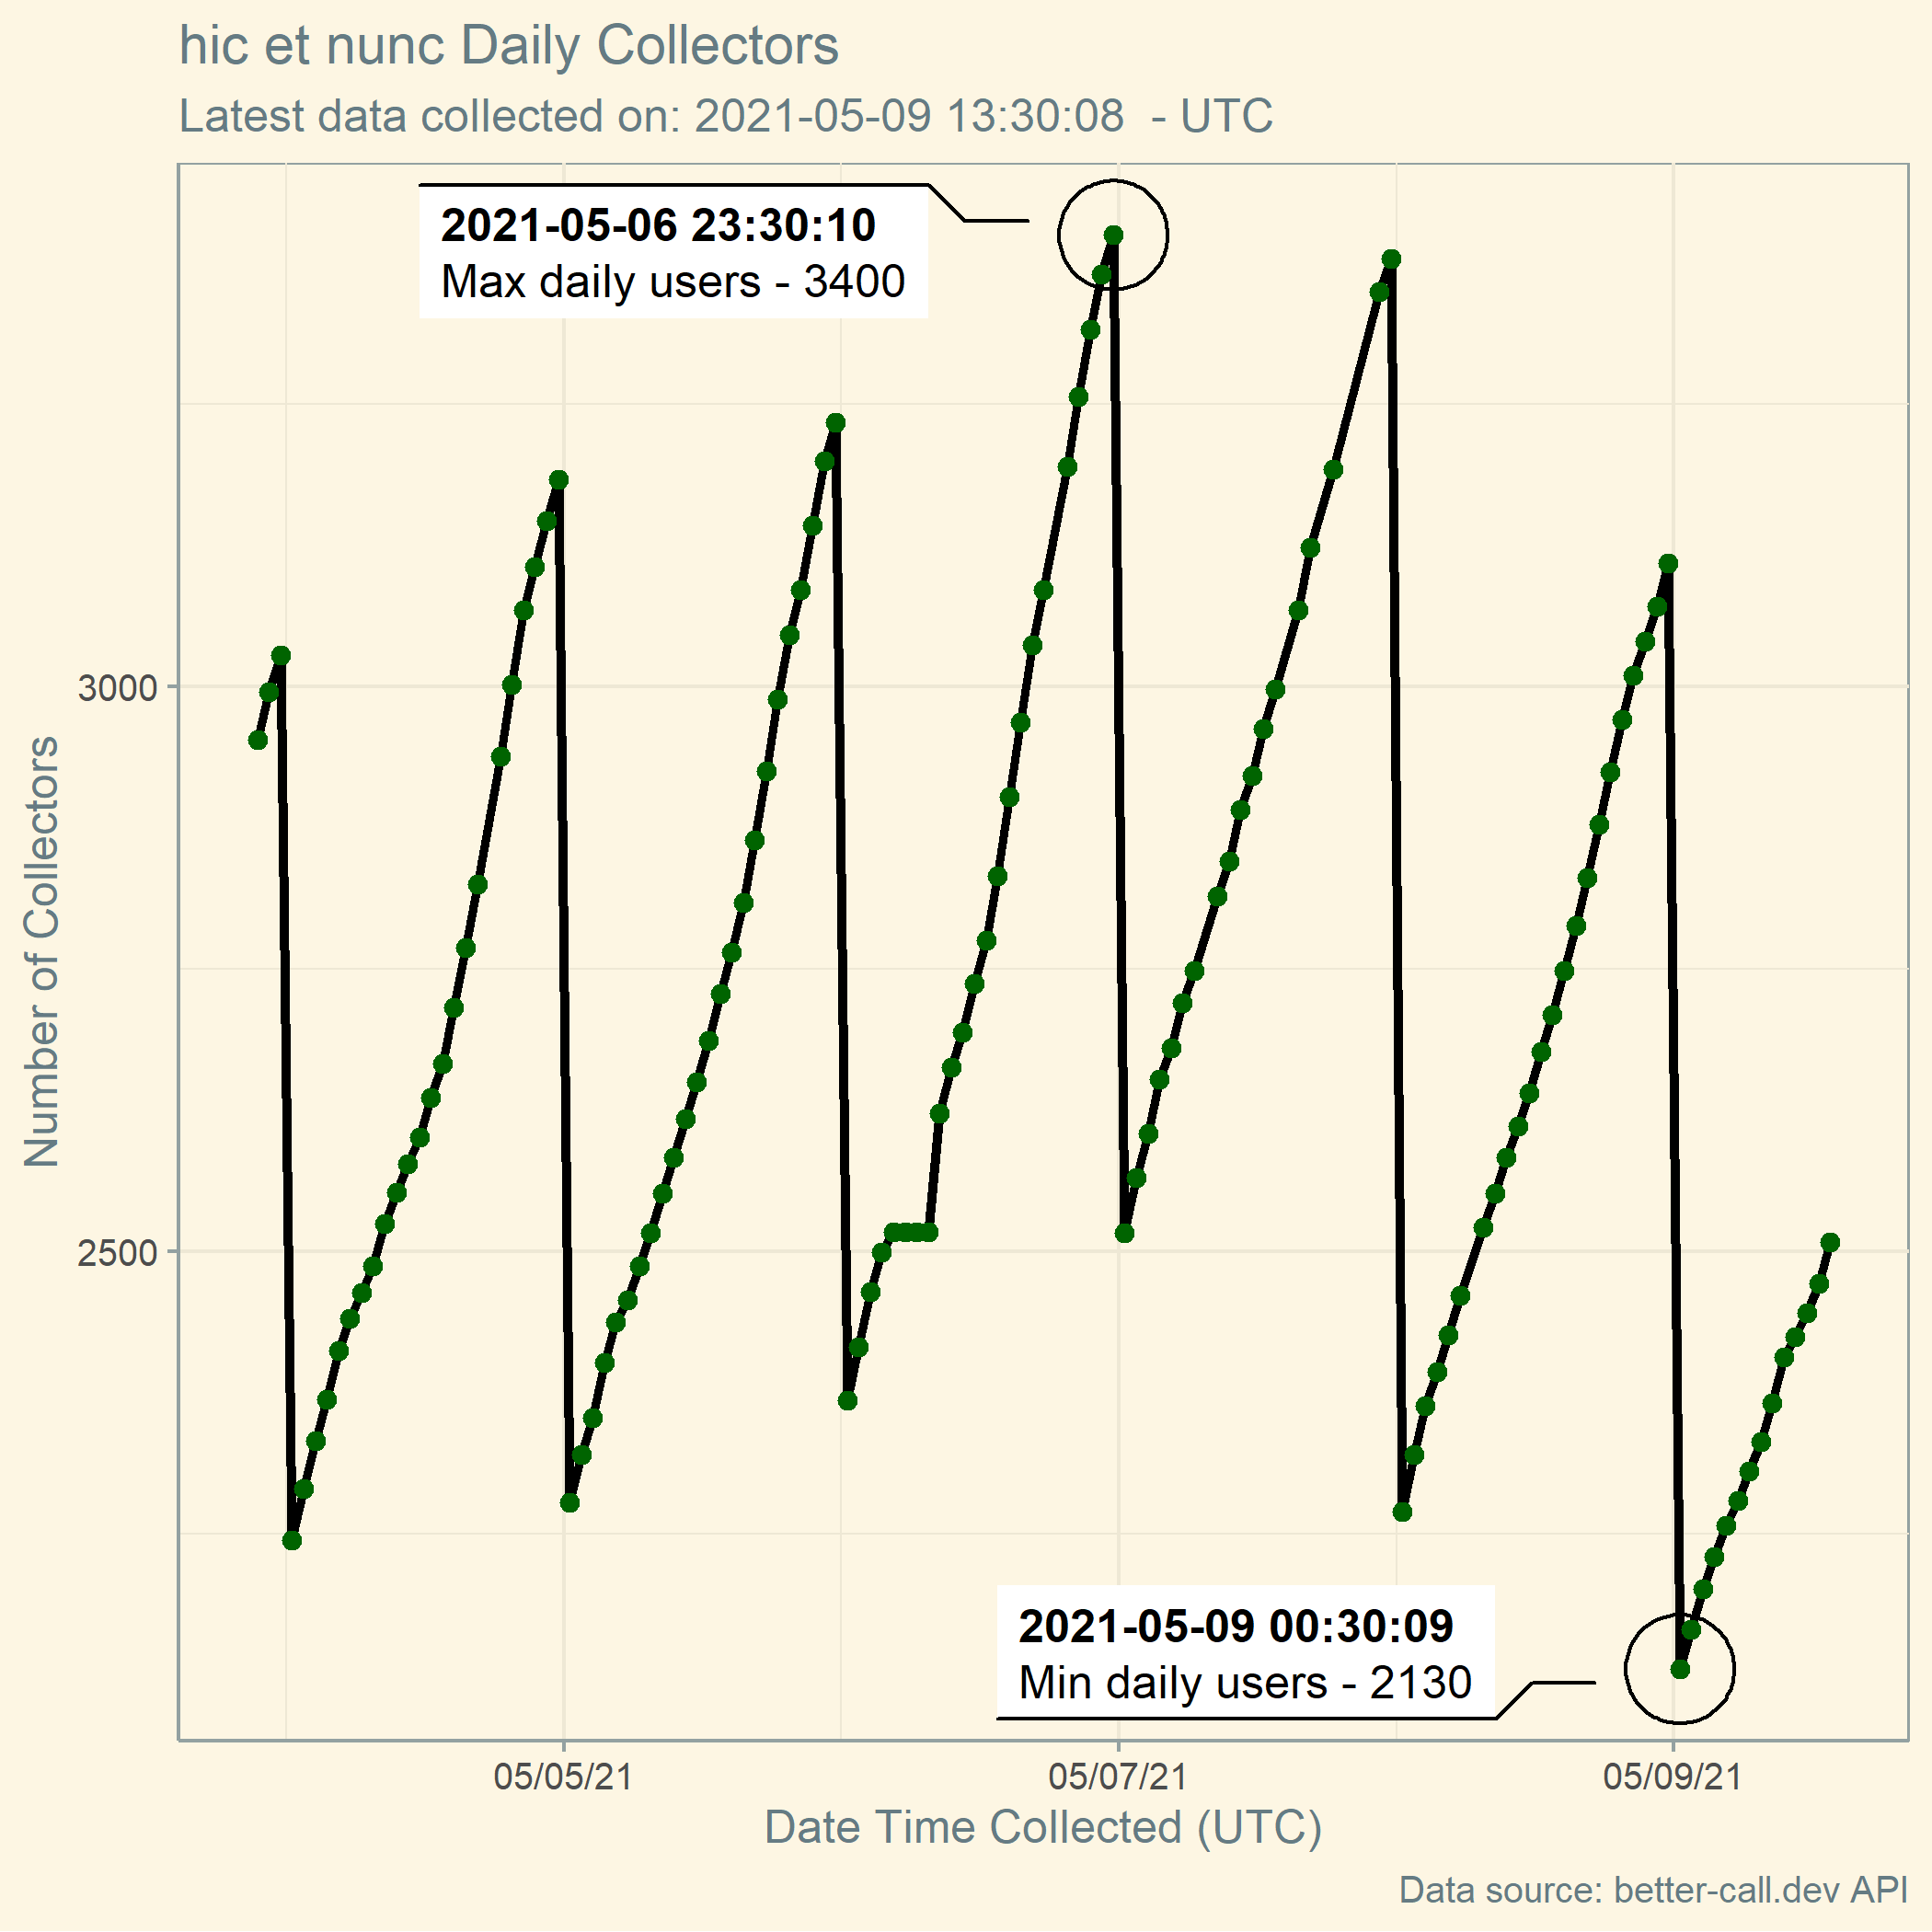 hic et nunc Daily Collectors
Latest data collected on: 2021-05-09 13:30:08  - UTC
2021-05-06 23:30:10
Max daily users - 3400
Number of Collectors
3000
2500
2021-05-09 00:30:09
Min daily users - 2130
05/05/21
05/07/21
05/09/21
Date Time Collected (UTC)
Data source: better-call.dev API